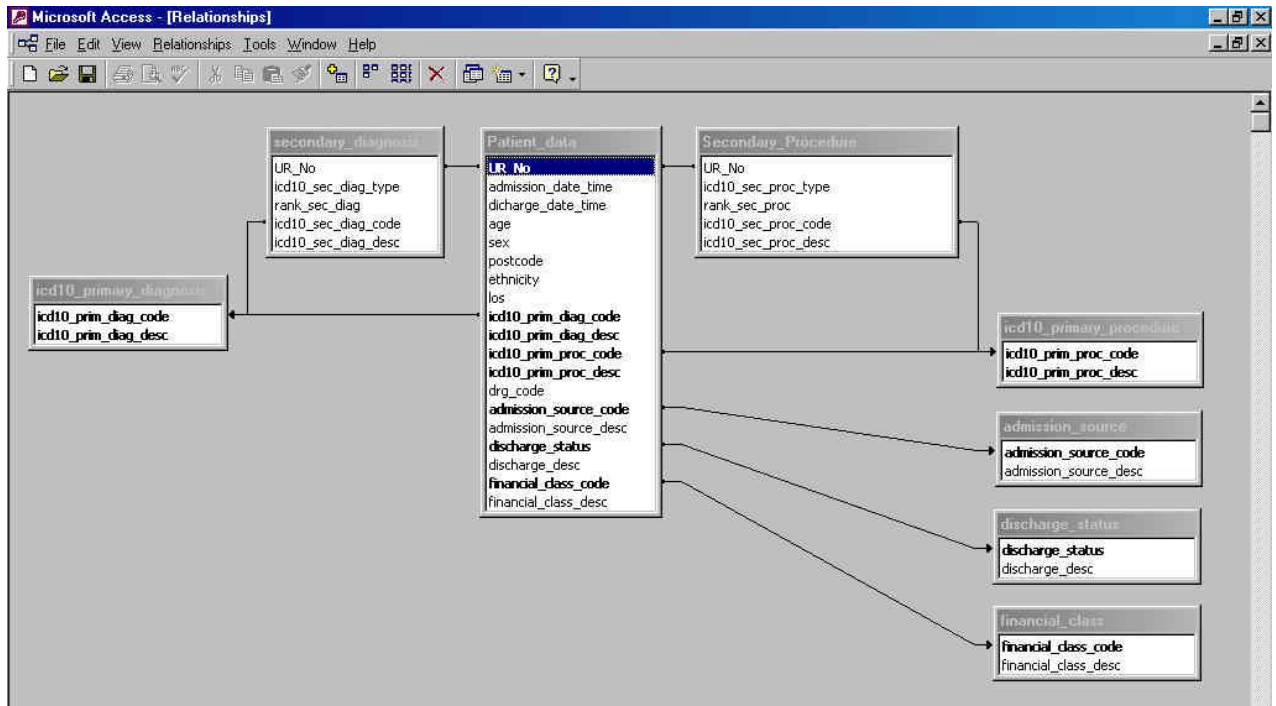 Microsoft Access - [Relationships]
File Edit View Relationships Tools Window Help
secondary_diagnosis
UR_No
icd10_sec_diag_type
rank_sec_diag
icd10_sec_diag_code
icd10_sec_diag_desc
Patient_data
UR_No
admission_date_time
dicharge_date_time
age
sex
postcode
ethnicity
los
icd10_prim_diag_code
icd10_prim_diag_desc
icd10_prim_proc_code
icd10_prim_proc_desc
drg_code
admission_source_code
admission_source_desc
discharge_status
discharge_desc
financial_class_code
financial_class_desc
Secondary_Procedure
UR_No
icd10_sec_proc_type
rank_sec_proc
icd10_sec_proc_code
icd10_sec_proc_desc
icd10_primary_diagnosis
icd10_prim_diag_code
icd10_prim_diag_desc
icd10_primary_procedure
icd10_prim_proc_code
icd10_prim_proc_desc
admission_source
admission_source_code
admission_source_desc
discharge_status
discharge_status
discharge_desc
financial_class
financial_class_code
financial_class_desc